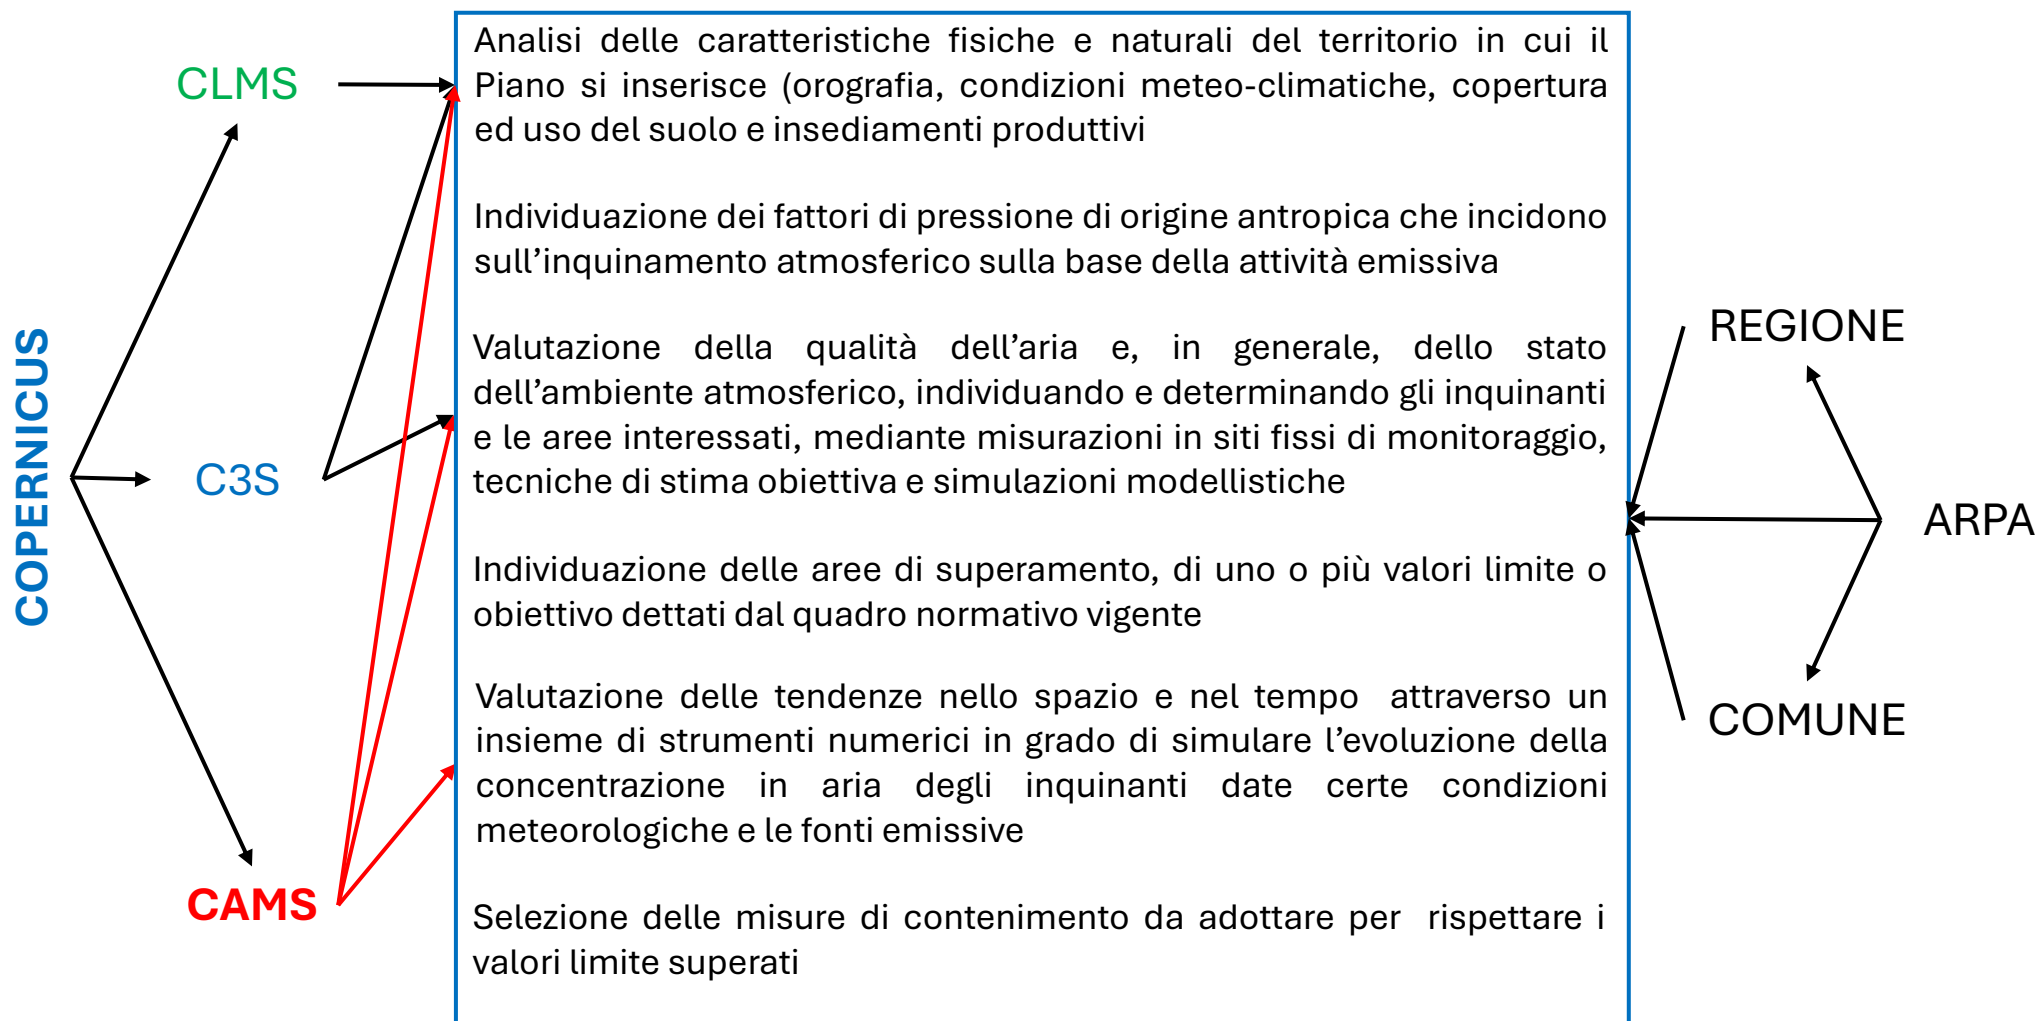 COPERNICUS
CLMS
C3S
CAMS
Analisi delle caratteristiche fisiche e naturali del territorio in cui il
Piano si inserisce (orografia, condizioni meteo-climatiche, copertura
ed uso del suolo e insediamenti produttivi
Individuazione dei fattori di pressione di origine antropica che incidono
sull’inquinamento atmosferico sulla base della attività emissiva
Valutazione della qualità dell’aria e, in generale, dello stato
dell’ambiente atmosferico, individuando e determinando gli inquinanti
e le aree interessati, mediante misurazioni in siti fissi di monitoraggio,
tecniche di stima obiettiva e simulazioni modellistiche
Individuazione delle aree di superamento, di uno o più valori limite o
obiettivo dettati dal quadro normativo vigente
Valutazione delle tendenze nello spazio e nel tempo attraverso un
insieme di strumenti numerici in grado di simulare l’evoluzione della
concentrazione in aria degli inquinanti date certe condizioni
meteorologiche e le fonti emissive
Selezione delle misure di contenimento da adottare per rispettare i
valori limite superati
REGIONE
ARPA
COMUNE